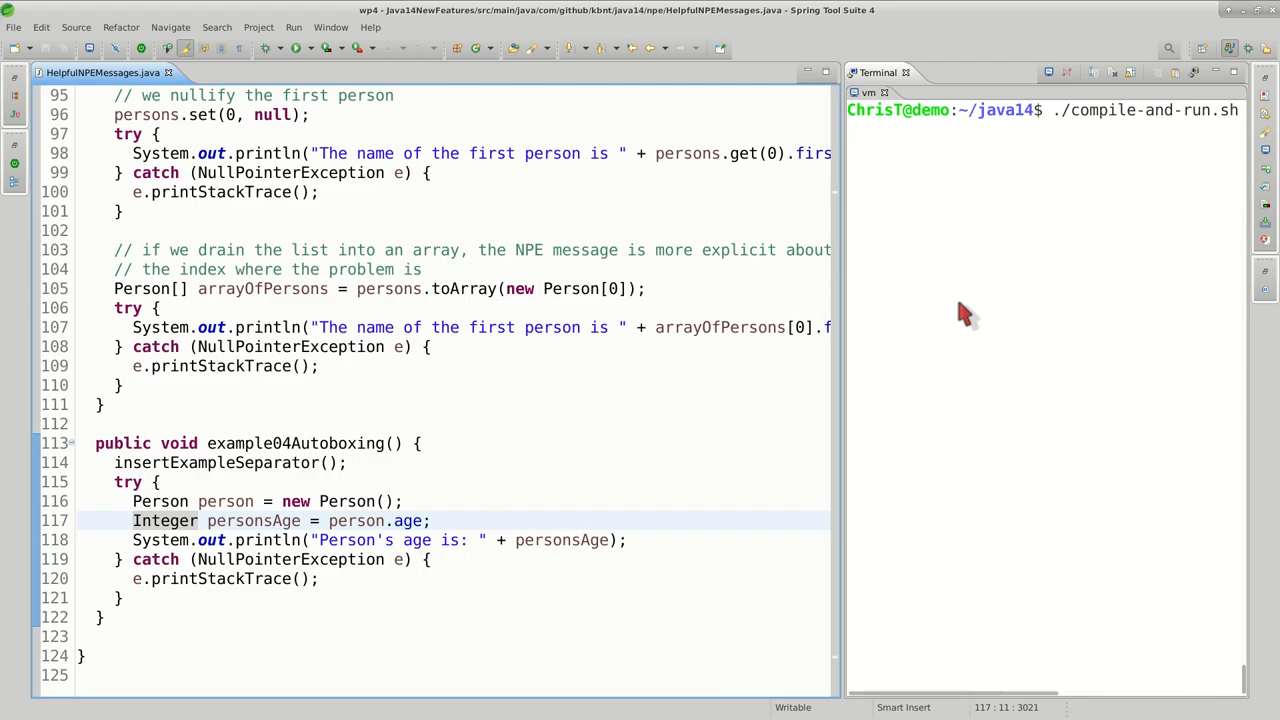 wp4 - Java14NewFeatures/src/main/java/com/github/kbnt/java14/npe/HelpfulNPEMessages.java - Spring Tool Suite 4
File Edit Source Refactor Navigate Search Project Run Window Help
HelpfulNPEMessages.java
95 // we nullify the first person
96 persons.set(0, null);
97 try {
98 System.out.println("The name of the first person is " + persons.get(0).firs
99 } catch (NullPointerException e) {
100 e.printStackTrace();
101 }
102
103 // if we drain the list into an array, the NPE message is more explicit about
104 // the index where the problem is
105 Person[] arrayOfPersons = persons.toArray(new Person[0]);
106 try {
107 System.out.println("The name of the first person is " + arrayOfPersons[0].f
108 } catch (NullPointerException e) {
109 e.printStackTrace();
110 }
111 }
112
113 public void example04Autoboxing() {
114 insertExampleSeparator();
115 try {
116 Person person = new Person();
117 Integer personsAge = person.age;
118 System.out.println("Person's age is: " + personsAge);
119 } catch (NullPointerException e) {
120 e.printStackTrace();
121 }
122 }
123
124 }
125
Terminal
vm
ChrisT@demo:~/java14$ ./compile-and-run.sh
Writable Smart Insert 117 : 11 : 3021